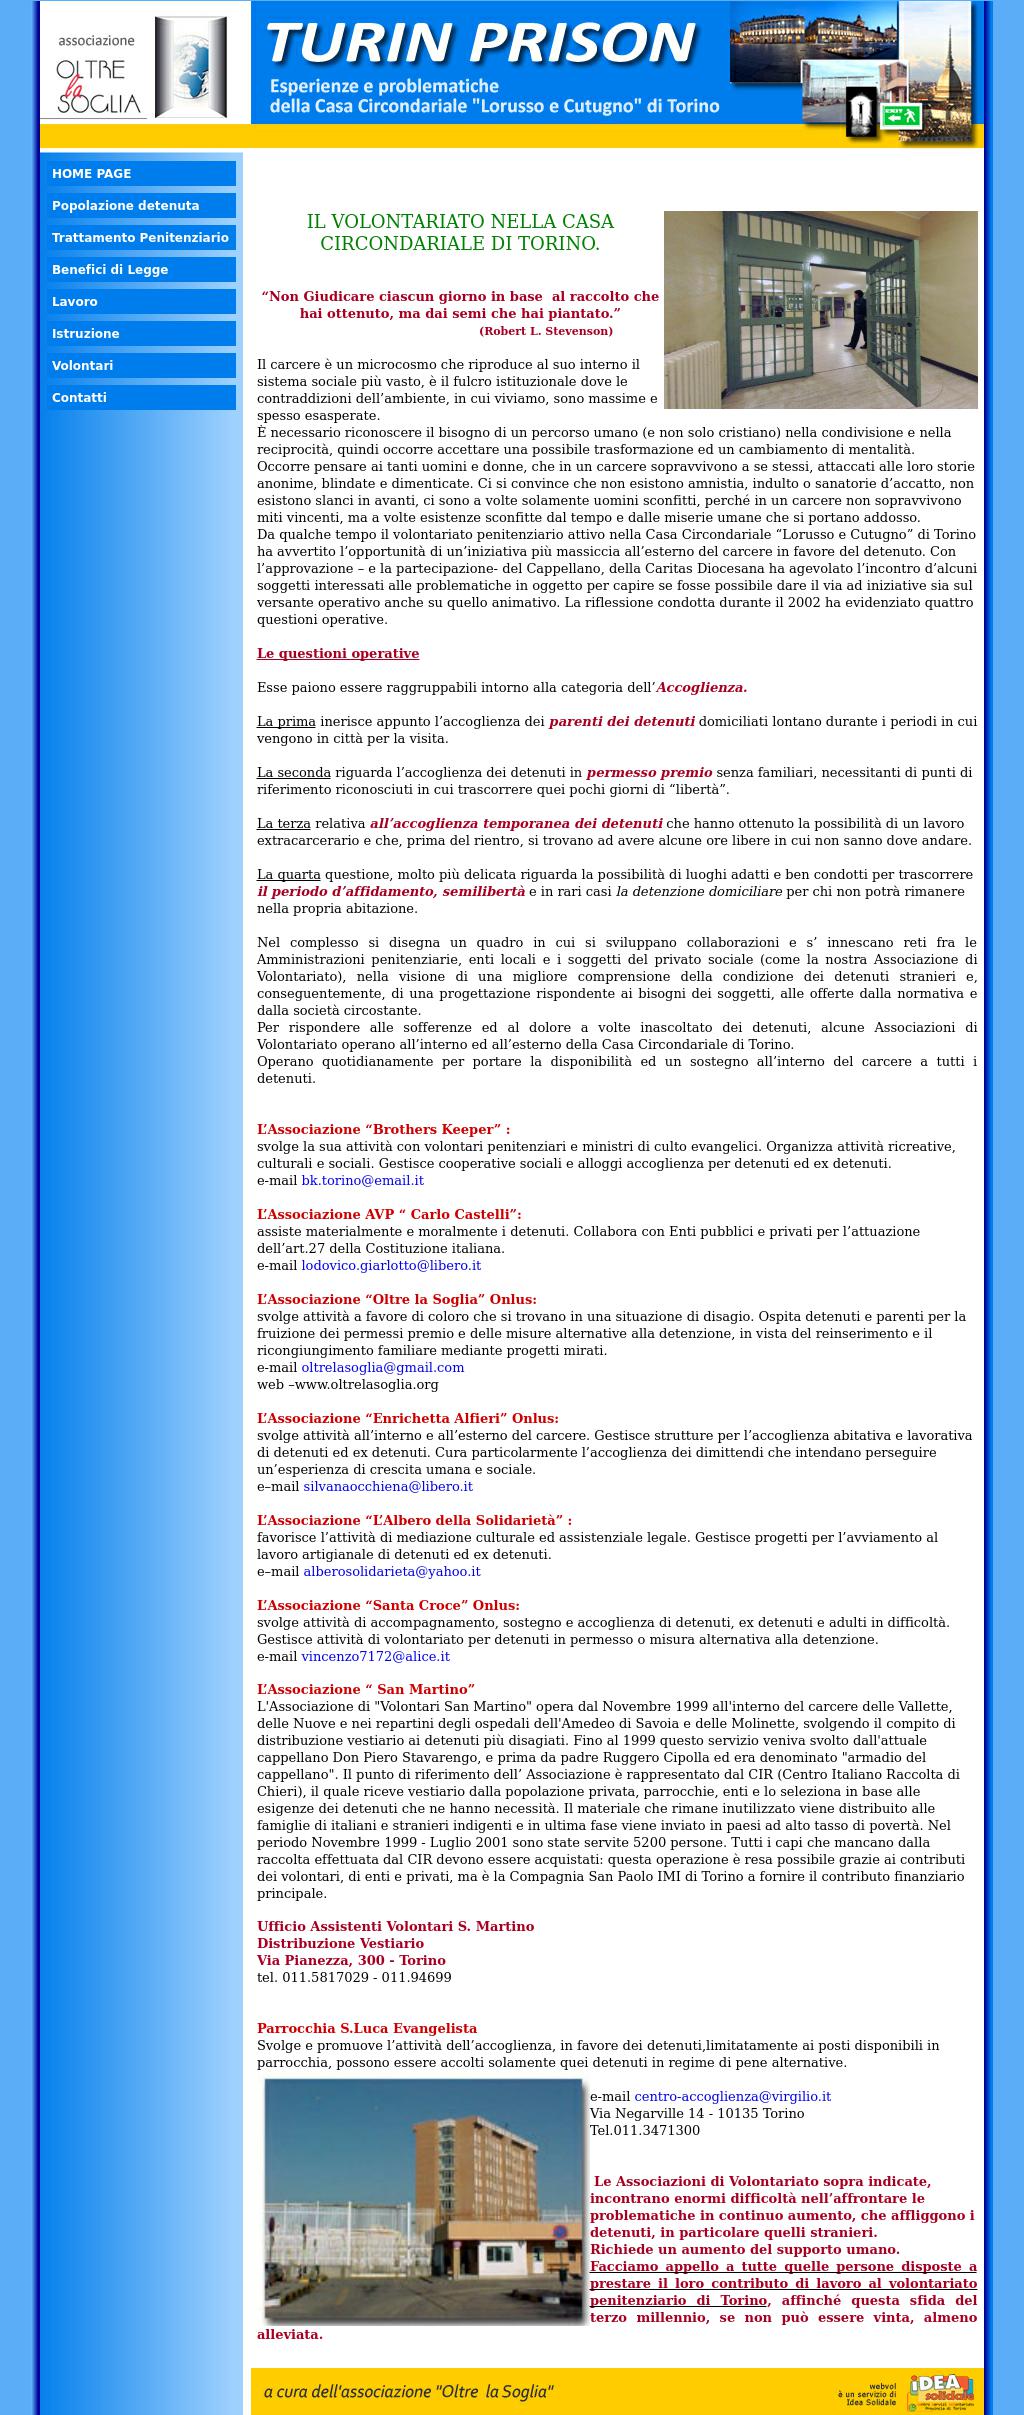 associazione
OLTRE
la
SOGLIA
TURIN PRISON
Esperienze e problematiche
della Casa Circondariale "Lorusso e Cutugno" di Torino
EXIT
HOME PAGE
Popolazione detenuta
Trattamento Penitenziario
Benefici di Legge
Lavoro
Istruzione
Volontari
Contatti
IL VOLONTARIATO NELLA CASA
CIRCONDARIALE DI TORINO.
“Non Giudicare ciascun giorno in base  al raccolto che
hai ottenuto, ma dai semi che hai piantato.”
(Robert L. Stevenson)
Il carcere è un microcosmo che riproduce al suo interno il
sistema sociale più vasto, è il fulcro istituzionale dove le
contraddizioni dell’ambiente, in cui viviamo, sono massime e
spesso esasperate.
È necessario riconoscere il bisogno di un percorso umano (e non solo cristiano) nella condivisione e nella
reciprocità, quindi occorre accettare una possibile trasformazione ed un cambiamento di mentalità.
Occorre pensare ai tanti uomini e donne, che in un carcere sopravvivono a se stessi, attaccati alle loro storie
anonime, blindate e dimenticate. Ci si convince che non esistono amnistia, indulto o sanatorie d’accatto, non
esistono slanci in avanti, ci sono a volte solamente uomini sconfitti, perché in un carcere non sopravvivono
miti vincenti, ma a volte esistenze sconfitte dal tempo e dalle miserie umane che si portano addosso.
Da qualche tempo il volontariato penitenziario attivo nella Casa Circondariale “Lorusso e Cutugno” di Torino
ha avvertito l’opportunità di un’iniziativa più massiccia all’esterno del carcere in favore del detenuto. Con
l’approvazione – e la partecipazione- del Cappellano, della Caritas Diocesana ha agevolato l’incontro d’alcuni
soggetti interessati alle problematiche in oggetto per capire se fosse possibile dare il via ad iniziative sia sul
versante operativo anche su quello animativo. La riflessione condotta durante il 2002 ha evidenziato quattro
questioni operative.
Le questioni operative
Esse paiono essere raggruppabili intorno alla categoria dell’Accoglienza.
La prima inerisce appunto l’accoglienza dei parenti dei detenuti domiciliati lontano durante i periodi in cui
vengono in città per la visita.
La seconda riguarda l’accoglienza dei detenuti in permesso premio senza familiari, necessitanti di punti di
riferimento riconosciuti in cui trascorrere quei pochi giorni di “libertà”.
La terza relativa all’accoglienza temporanea dei detenuti che hanno ottenuto la possibilità di un lavoro
extracarcerario e che, prima del rientro, si trovano ad avere alcune ore libere in cui non sanno dove andare.
La quarta questione, molto più delicata riguarda la possibilità di luoghi adatti e ben condotti per trascorrere
il periodo d’affidamento, semilibertà e in rari casi la detenzione domiciliare per chi non potrà rimanere
nella propria abitazione.
Nel complesso si disegna un quadro in cui si sviluppano collaborazioni e s’ innescano reti fra le
Amministrazioni penitenziarie, enti locali e i soggetti del privato sociale (come la nostra Associazione di
Volontariato), nella visione di una migliore comprensione della condizione dei detenuti stranieri e,
conseguentemente, di una progettazione rispondente ai bisogni dei soggetti, alle offerte dalla normativa e
dalla società circostante.
Per rispondere alle sofferenze ed al dolore a volte inascoltato dei detenuti, alcune Associazioni di
Volontariato operano all’interno ed all’esterno della Casa Circondariale di Torino.
Operano quotidianamente per portare la disponibilità ed un sostegno all’interno del carcere a tutti i
detenuti.
L’Associazione “Brothers Keeper” :
svolge la sua attività con volontari penitenziari e ministri di culto evangelici. Organizza attività ricreative,
culturali e sociali. Gestisce cooperative sociali e alloggi accoglienza per detenuti ed ex detenuti.
e-mail bk.torino@email.it
L’Associazione AVP “ Carlo Castelli”:
assiste materialmente e moralmente i detenuti. Collabora con Enti pubblici e privati per l’attuazione
dell’art.27 della Costituzione italiana.
e-mail lodovico.giarlotto@libero.it
L’Associazione “Oltre la Soglia” Onlus:
svolge attività a favore di coloro che si trovano in una situazione di disagio. Ospita detenuti e parenti per la
fruizione dei permessi premio e delle misure alternative alla detenzione, in vista del reinserimento e il
ricongiungimento familiare mediante progetti mirati.
e-mail oltrelasoglia@gmail.com
web –www.oltrelasoglia.org
L’Associazione “Enrichetta Alfieri” Onlus:
svolge attività all’interno e all’esterno del carcere. Gestisce strutture per l’accoglienza abitativa e lavorativa
di detenuti ed ex detenuti. Cura particolarmente l’accoglienza dei dimittendi che intendano perseguire
un’esperienza di crescita umana e sociale.
e–mail silvanaocchiena@libero.it
L’Associazione “L’Albero della Solidarietà” :
favorisce l’attività di mediazione culturale ed assistenziale legale. Gestisce progetti per l’avviamento al
lavoro artigianale di detenuti ed ex detenuti.
e–mail alberosolidarieta@yahoo.it
L’Associazione “Santa Croce” Onlus:
svolge attività di accompagnamento, sostegno e accoglienza di detenuti, ex detenuti e adulti in difficoltà.
Gestisce attività di volontariato per detenuti in permesso o misura alternativa alla detenzione.
e-mail vincenzo7172@alice.it
L’Associazione “ San Martino”
L'Associazione di "Volontari San Martino" opera dal Novembre 1999 all'interno del carcere delle Vallette,
delle Nuove e nei repartini degli ospedali dell'Amedeo di Savoia e delle Molinette, svolgendo il compito di
distribuzione vestiario ai detenuti più disagiati. Fino al 1999 questo servizio veniva svolto dall'attuale
cappellano Don Piero Stavarengo, e prima da padre Ruggero Cipolla ed era denominato "armadio del
cappellano". Il punto di riferimento dell’ Associazione è rappresentato dal CIR (Centro Italiano Raccolta di
Chieri), il quale riceve vestiario dalla popolazione privata, parrocchie, enti e lo seleziona in base alle
esigenze dei detenuti che ne hanno necessità. Il materiale che rimane inutilizzato viene distribuito alle
famiglie di italiani e stranieri indigenti e in ultima fase viene inviato in paesi ad alto tasso di povertà. Nel
periodo Novembre 1999 - Luglio 2001 sono state servite 5200 persone. Tutti i capi che mancano dalla
raccolta effettuata dal CIR devono essere acquistati: questa operazione è resa possibile grazie ai contributi
dei volontari, di enti e privati, ma è la Compagnia San Paolo IMI di Torino a fornire il contributo finanziario
principale.
Ufficio Assistenti Volontari S. Martino
Distribuzione Vestiario
Via Pianezza, 300 - Torino
tel. 011.5817029 - 011.94699
Parrocchia S.Luca Evangelista
Svolge e promuove l’attività dell’accoglienza, in favore dei detenuti,limitatamente ai posti disponibili in
parrocchia, possono essere accolti solamente quei detenuti in regime di pene alternative.
e-mail centro-accoglienza@virgilio.it
Via Negarville 14 - 10135 Torino
Tel.011.3471300
Le Associazioni di Volontariato sopra indicate,
incontrano enormi difficoltà nell’affrontare le
problematiche in continuo aumento, che affliggono i
detenuti, in particolare quelli stranieri.
Richiede un aumento del supporto umano.
Facciamo appello a tutte quelle persone disposte a
prestare il loro contributo di lavoro al volontariato
penitenziario di Torino, affinché questa sfida del
terzo millennio, se non può essere vinta, almeno
alleviata.
a cura dell'associazione "Oltre  la Soglia"
webvol
è un servizio di
Idea Solidale
iDEA
solidale